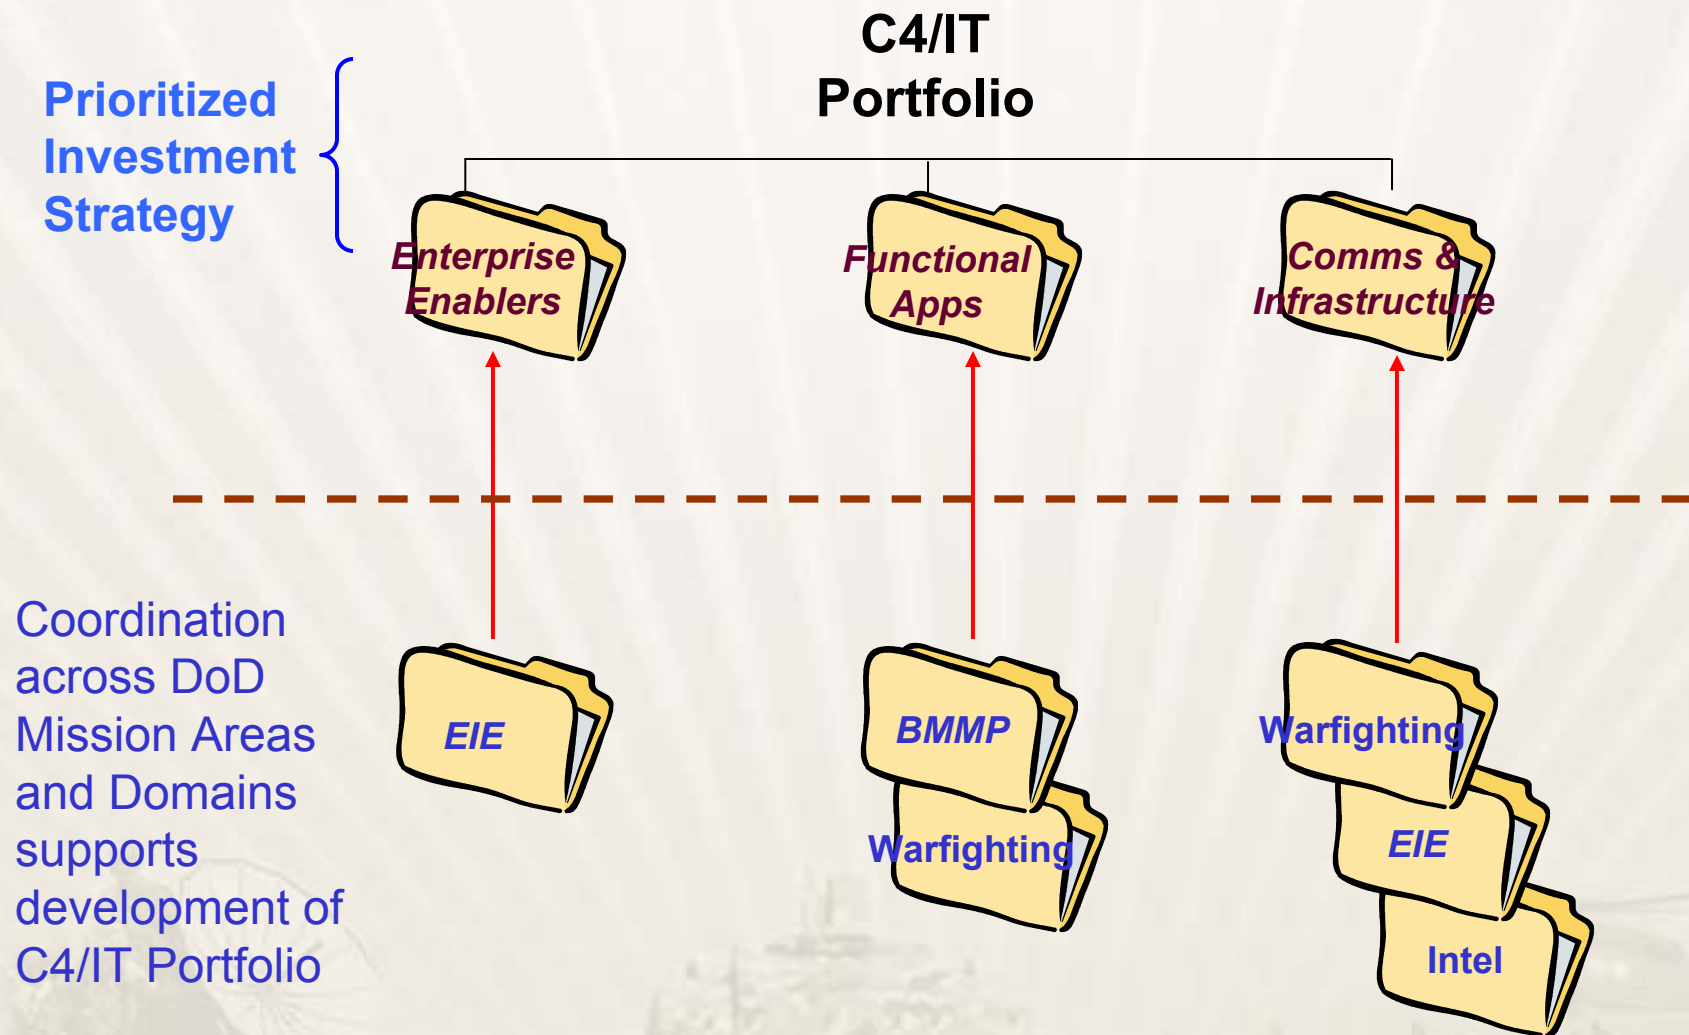 C4/IT
Portfolio
Prioritized
Investment
Strategy
Enterprise
Enablers
Functional
Apps
Comms &
Infrastructure
Coordination
across DoD
Mission Areas
and Domains
supports
development of
C4/IT Portfolio
EIE
BMMP
Warfighting
Warfighting
EIE
Intel